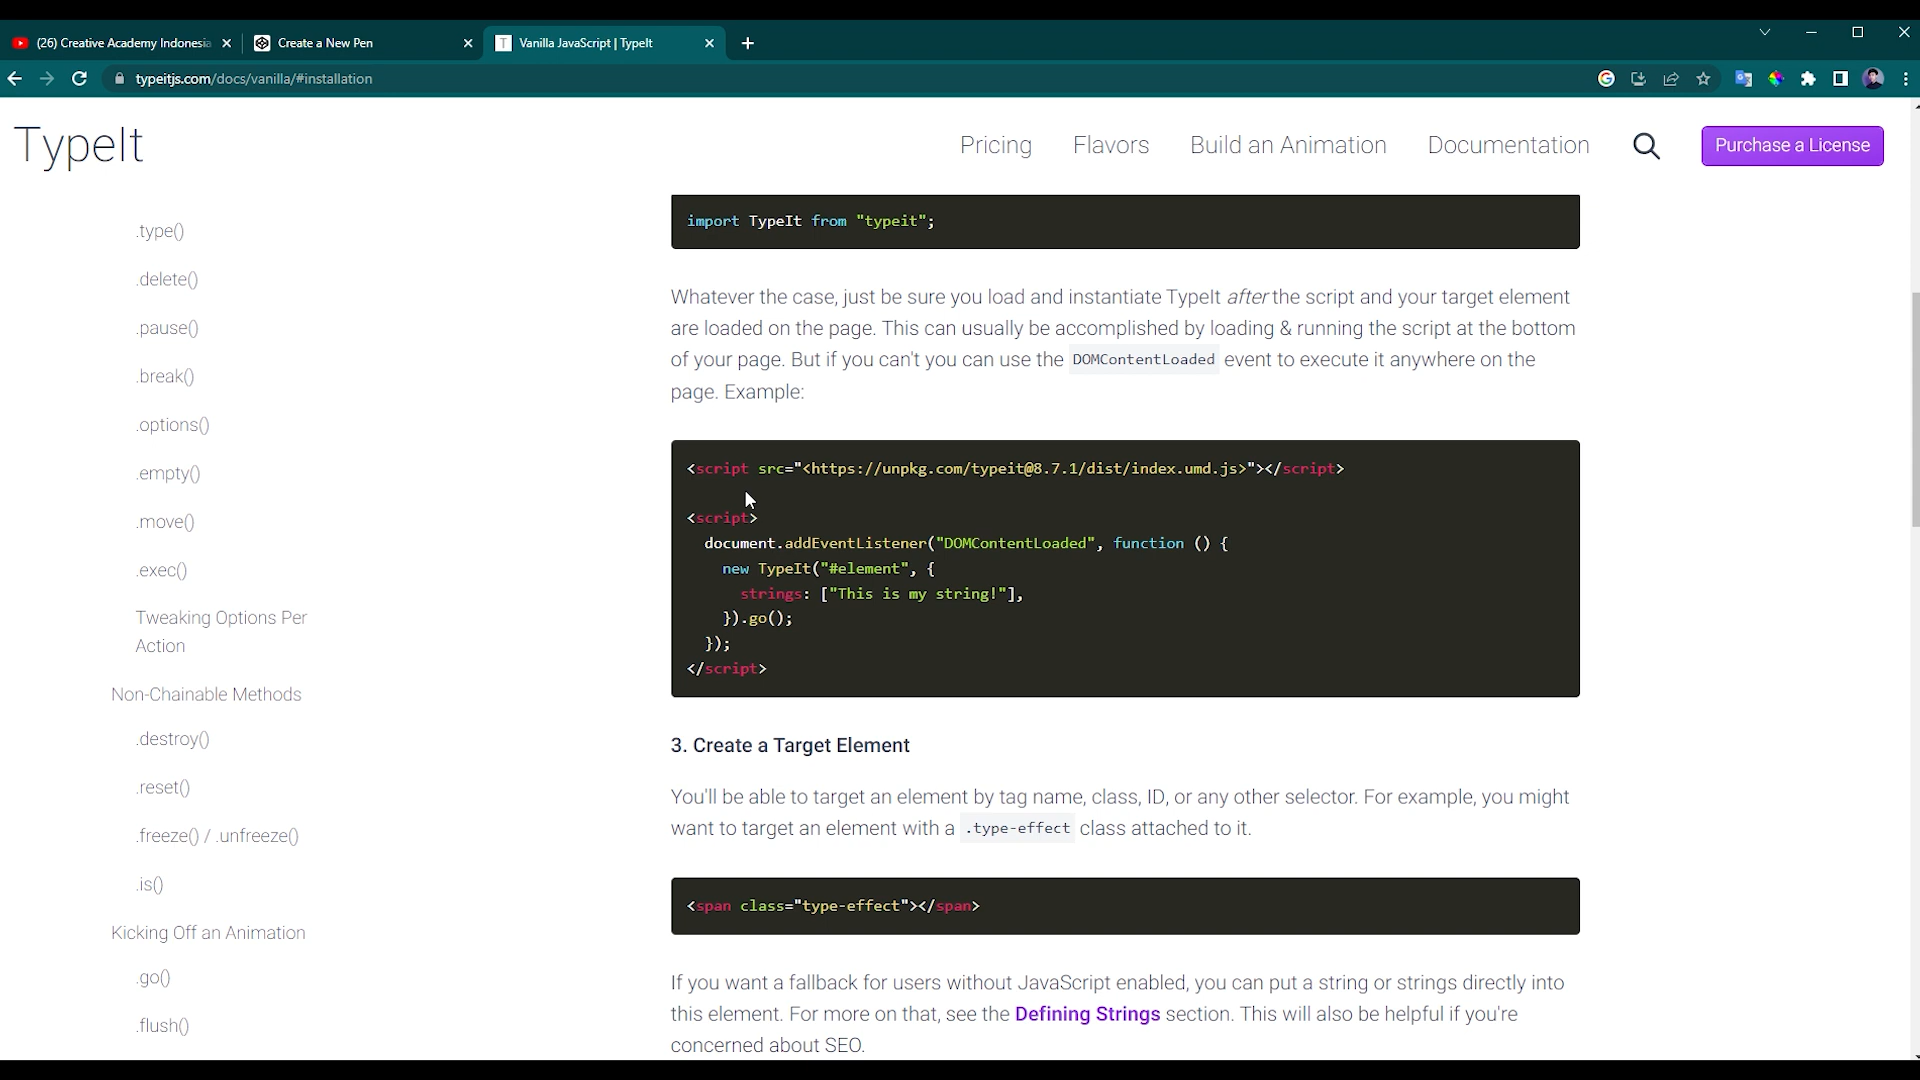 (26) Creative Academy Indonesia
Create a New Pen
T Vanilla JavaScript | TypeIt
typeitjs.com/docs/vanilla/#installation
TypeIt
Pricing
Flavors
Build an Animation
Documentation
Purchase a License
.type()
.delete()
.pause()
.break()
.options()
.empty()
.move()
.exec()
Tweaking Options Per
Action
Non-Chainable Methods
.destroy()
.reset()
.freeze() / .unfreeze()
.is()
Kicking Off an Animation
.go()
.flush()
import TypeIt from "typeit";
Whatever the case, just be sure you load and instantiate TypeIt after the script and your target element
are loaded on the page. This can usually be accomplished by loading & running the script at the bottom
of your page. But if you can't you can use the DOMContentLoaded event to execute it anywhere on the
page. Example:
<script src="<https://unpkg.com/typeit@8.7.1/dist/index.umd.js>"></script>
<script>
document.addEventListener("DOMContentLoaded", function () {
new TypeIt("#element", {
strings: ["This is my string!"],
}).go();
});
</script>
3. Create a Target Element
You'll be able to target an element by tag name, class, ID, or any other selector. For example, you might
want to target an element with a .type-effect class attached to it.
<span class="type-effect"></span>
If you want a fallback for users without JavaScript enabled, you can put a string or strings directly into
this element. For more on that, see the Defining Strings section. This will also be helpful if you're
concerned about SEO.